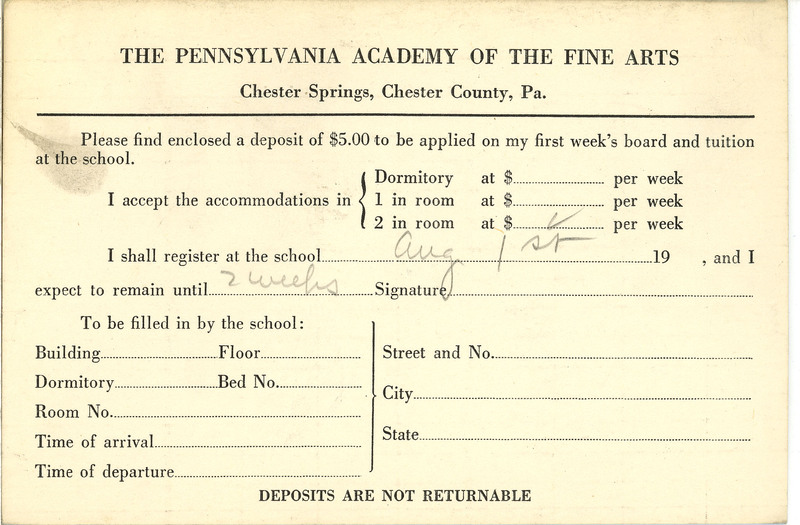 THE PENNSYLVANIA ACADEMY OF THE FINE ARTS
Chester Springs, Chester County, Pa.
Please find enclosed a deposit of $5.00 to be applied on my first week's board and tuition
at the school.
I accept the accommodations in { Dormitory at $ per week
1 in room at $ per week
2 in room at $ per week
I shall register at the school Aug 1st 19 , and I
expect to remain until 2 weeks Signature
To be filled in by the school:
Building Floor
Dormitory Bed No.
Room No.
Time of arrival
Time of departure
Street and No.
City
State
DEPOSITS ARE NOT RETURNABLE